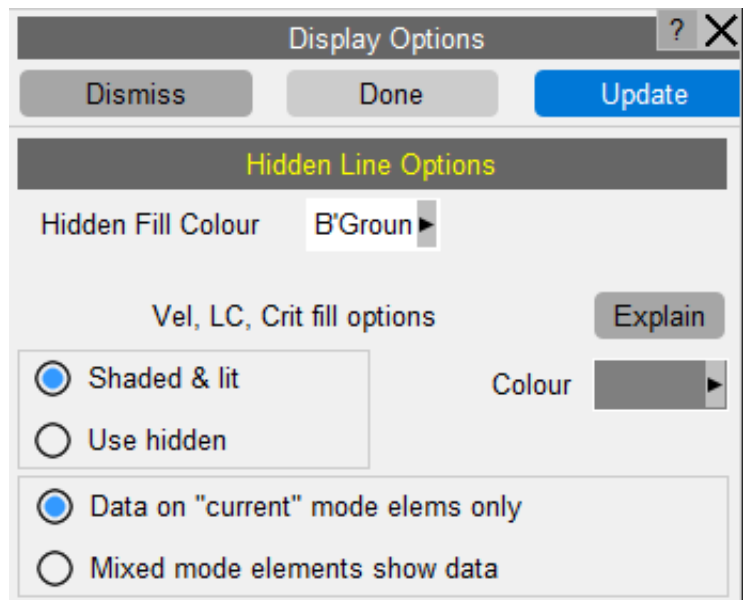 Display Options ?
Dismiss Done Update
Hidden Line Options
Hidden Fill Colour B'Groun
Vel, LC, Crit fill options Explain
Shaded & lit Colour
Use hidden
Data on "current" mode elems only
Mixed mode elements show data